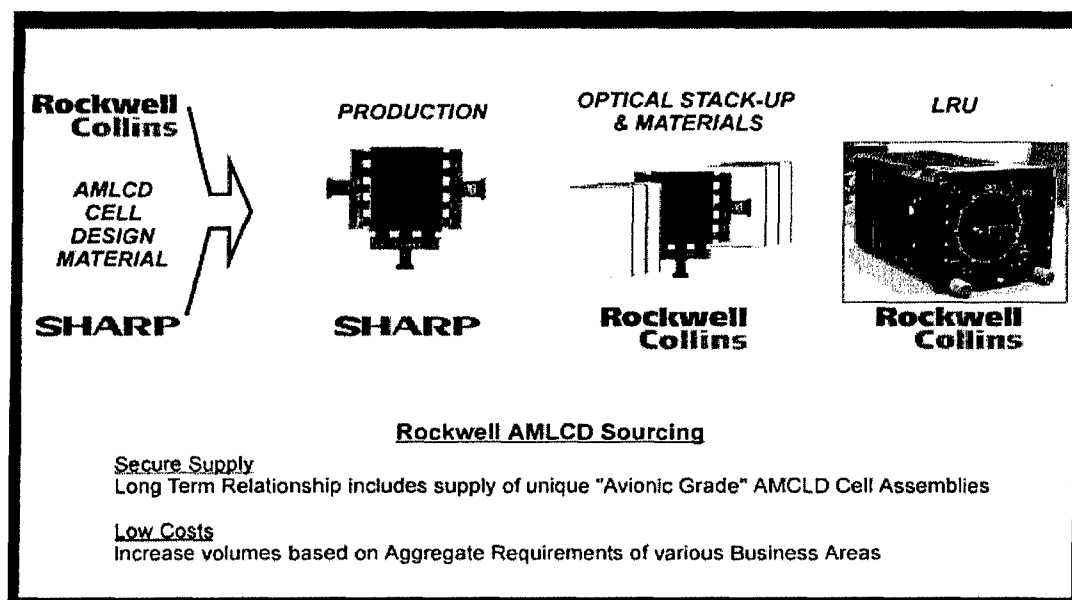 Rockwell
Collins
AMLCD
CELL
DESIGN
MATERIAL
SHARP
PRODUCTION
SHARP
OPTICAL STACK-UP
& MATERIALS
Rockwell
Collins
LRU
Rockwell
Collins
Rockwell AMLCD Sourcing
Secure Supply
Long Term Relationship includes supply of unique "Avionic Grade" AMCLD Cell Assemblies
Low Costs
Increase volumes based on Aggregate Requirements of various Business Areas